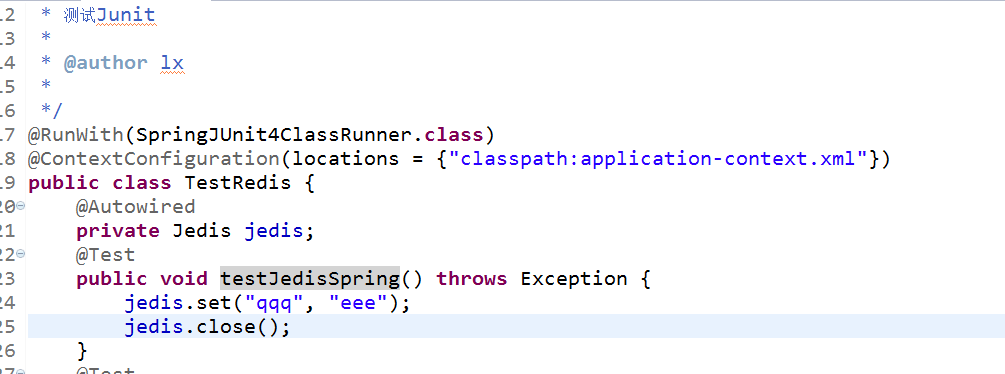 12 * 测试Junit
13 *
14 * @author lx
15 *
16 */
17 @RunWith(SpringJUnit4ClassRunner.class)
18 @ContextConfiguration(locations = {"classpath:application-context.xml"})
19 public class TestRedis {
20 @Autowired
21 private Jedis jedis;
22 @Test
23 public void testJedisSpring() throws Exception {
24 jedis.set("qqq", "eee");
25 jedis.close();
26 }
27 @Test